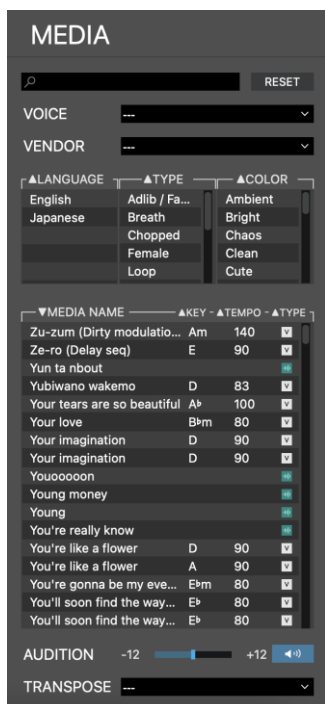 MEDIA
RESET
VOICE ---
VENDOR ---
▲LANGUAGE ▲TYPE ▲COLOR
English Adlib / Fa... Ambient
Japanese Breath Bright
Chopped Chaos
Female Clean
Loop Cute
▼MEDIA NAME ▲KEY - ▲TEMPO - ▲TYPE
Zu-zum (Dirty modulatio... Am 140 V
Ze-ro (Delay seq) E 90 V
Yun ta nbout
Yubiwano wakemo D 83 V
Your tears are so beautiful A♭ 100 V
Your love B♭m 80 V
Your imagination D 90 V
Your imagination D 90 V
Youooooon
Young money
Young
You're really know
You're like a flower D 90 V
You're like a flower A 90 V
You're gonna be my eve... E♭m 80 V
You'll soon find the way... E♭ 80 V
You'll soon find the way... E♭ 80 V
AUDITION -12 +12
TRANSPOSE ---